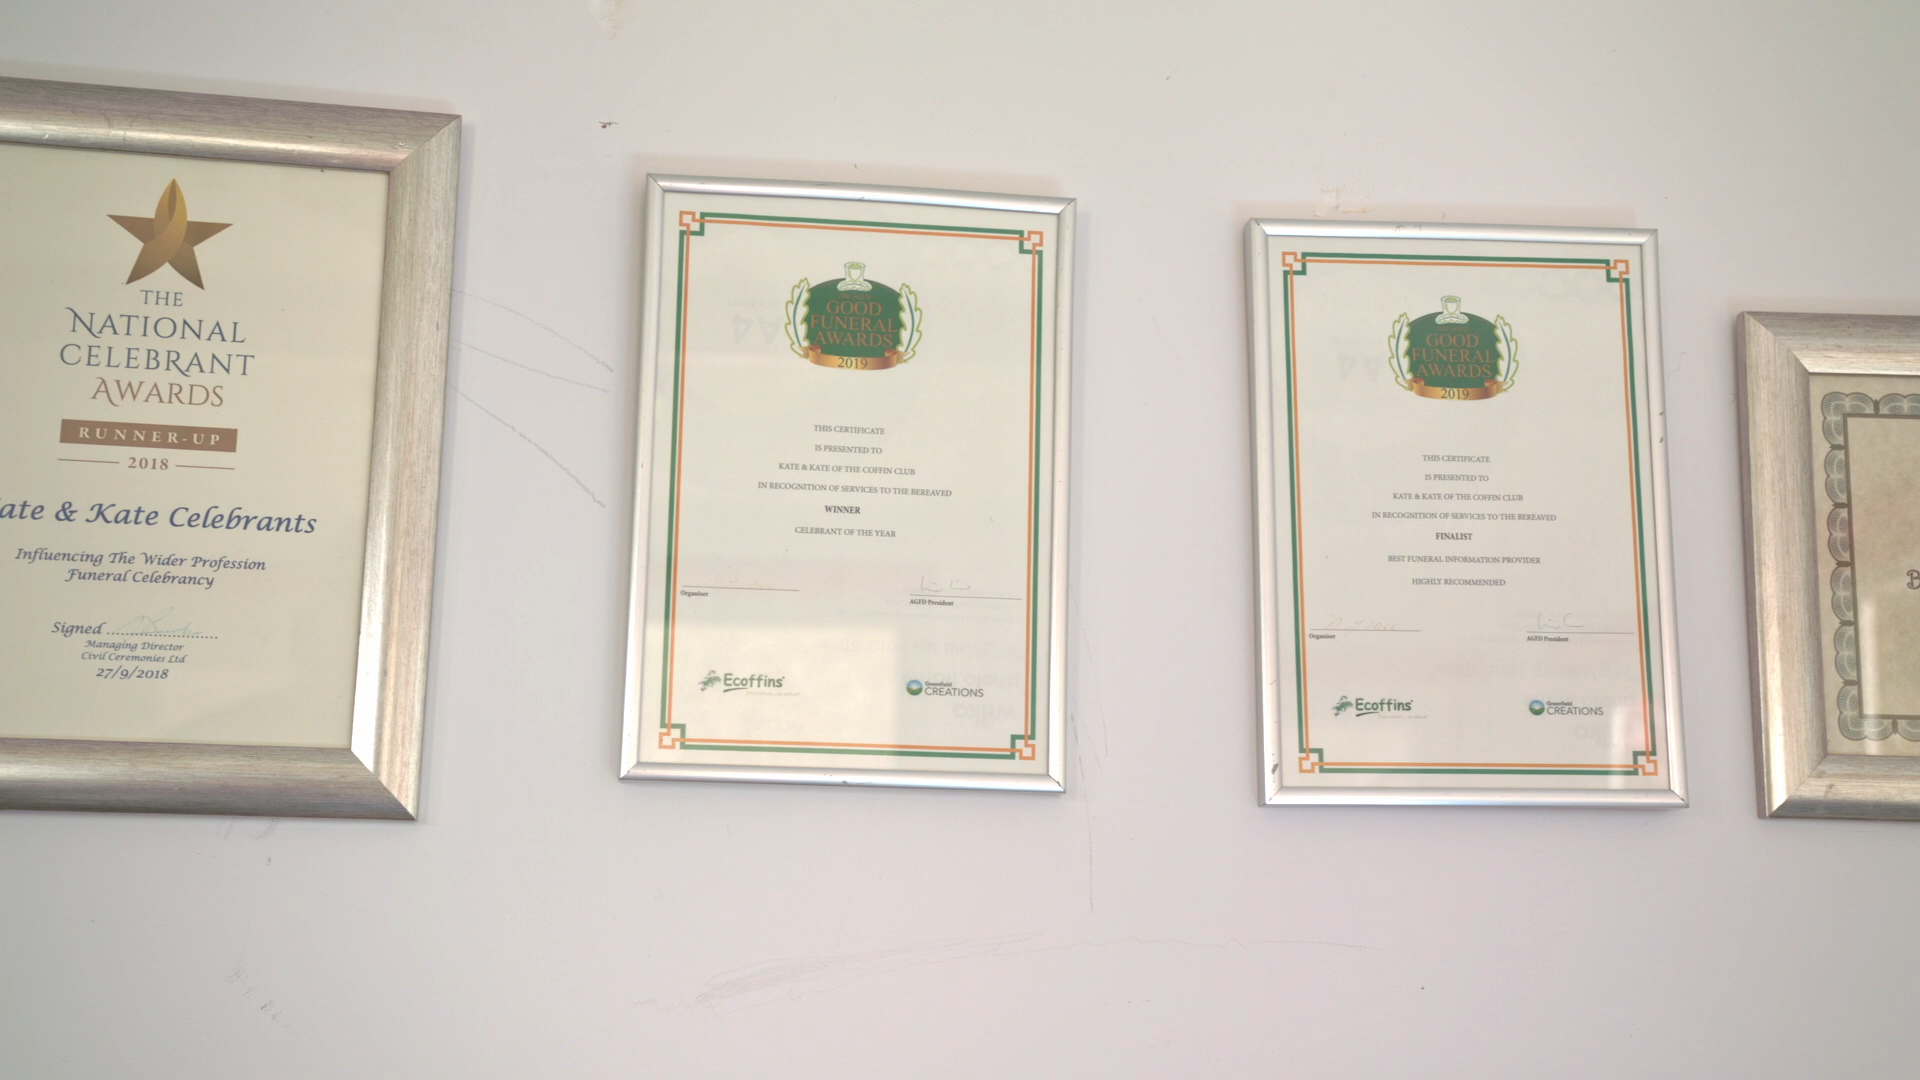 THE
NATIONAL
CELEBRANT
AWARDS
RUNNER-UP
2018
ate & Kate Celebrants
Influencing The Wider Profession
Funeral Celebrancy
Signed
Managing Director
Civil Ceremonies Ltd
27/9/2018
GOOD
FUNERAL
AWARDS
2019
THIS CERTIFICATE
IS PRESENTED TO
KATE & KATE OF THE COFFIN CLUB
IN RECOGNITION OF SERVICES TO THE BEREAVED
WINNER
CELEBRANT OF THE YEAR
Organiser
AGFD President
Ecoffins
Greenfield
CREATIONS
GOOD
FUNERAL
AWARDS
2019
THIS CERTIFICATE
IS PRESENTED TO
KATE & KATE OF THE COFFIN CLUB
IN RECOGNITION OF SERVICES TO THE BEREAVED
FINALIST
BEST FUNERAL INFORMATION PROVIDER
HIGHLY RECOMMENDED
Organiser
AGFD President
Ecoffins
Greenfield
CREATIONS
B